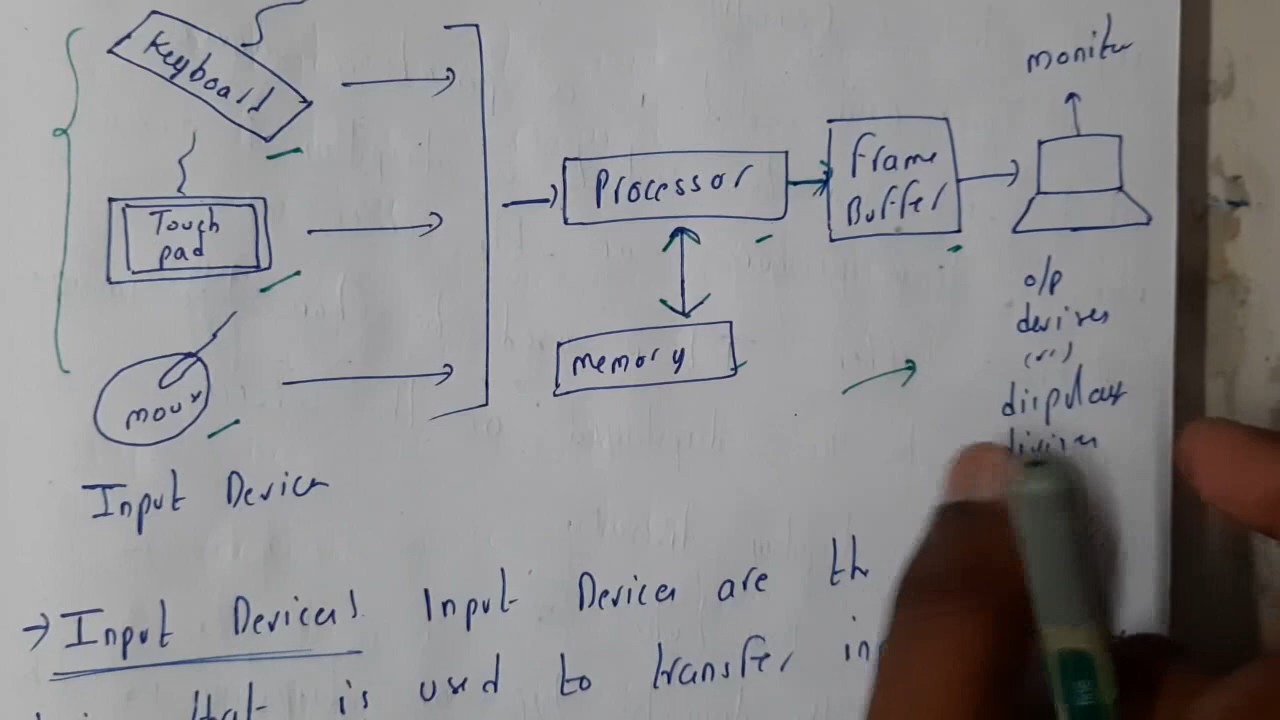 Keyboard
Touch
pad
mouse
Input Device
Processor
memory
Frame
Buffer
monitor
o/p
devices
(or)
display
devices
→ Input Devices: Input Devices are th
that is used to transfer in